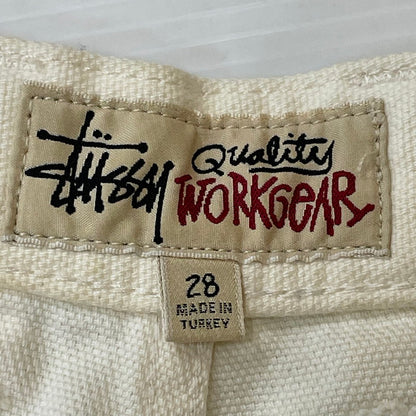 Stüssy Quality
WORKGEAR
28
MADE IN
TURKEY